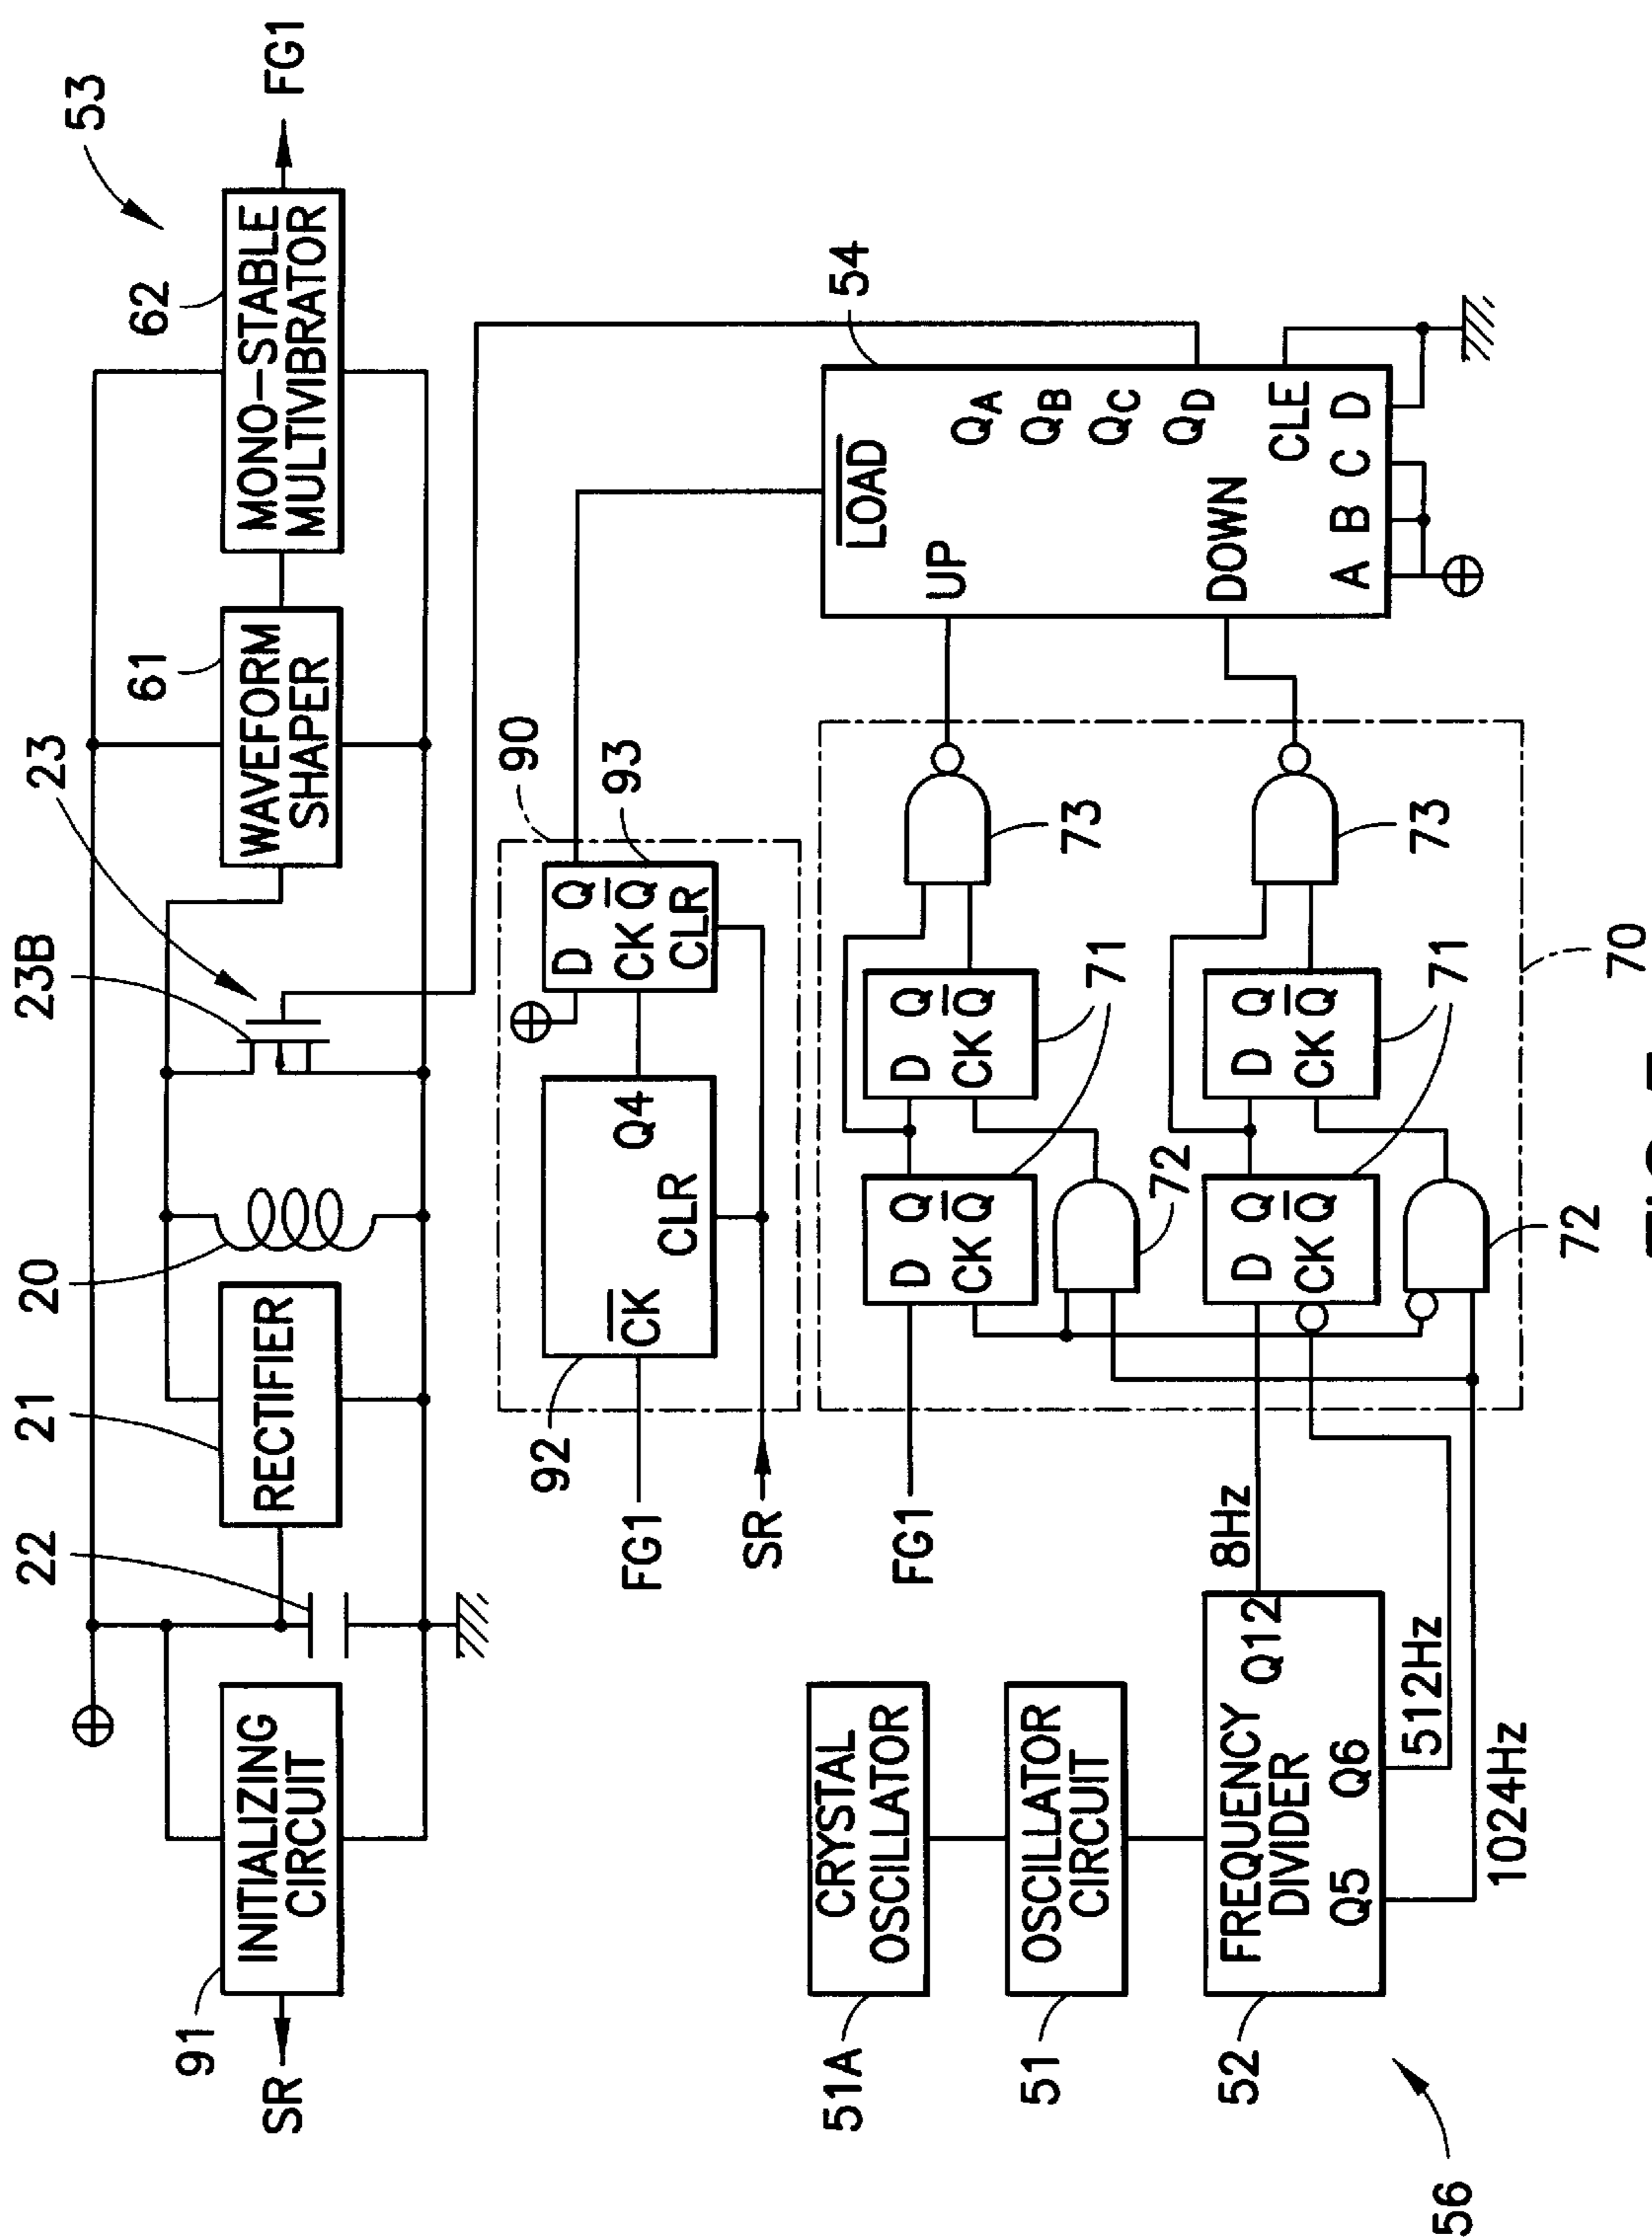 53
FG1
62
MONO-STABLE
MULTIVIBRATOR
61
WAVEFORM
SHAPER
23
23B
20
21
RECTIFIER
22
91
INITIALIZING
CIRCUIT
SR
90
93
D Q
CK Q̅
CLR
92
Q4
C̅K̅
CLR
FG1
SR
54
L̅O̅A̅D̅
UP
QA
QB
QC
QD
DOWN
CLE
A B C D
73
73
71
71
D Q
CK Q̅
D Q
CK Q̅
72
D Q
CK Q̅
D Q
CK Q̅
72
70
FG1
8Hz
512Hz
1024Hz
51A
CRYSTAL
OSCILLATOR
51
OSCILLATOR
CIRCUIT
52
FREQUENCY
DIVIDER
Q12
Q5 Q6
56